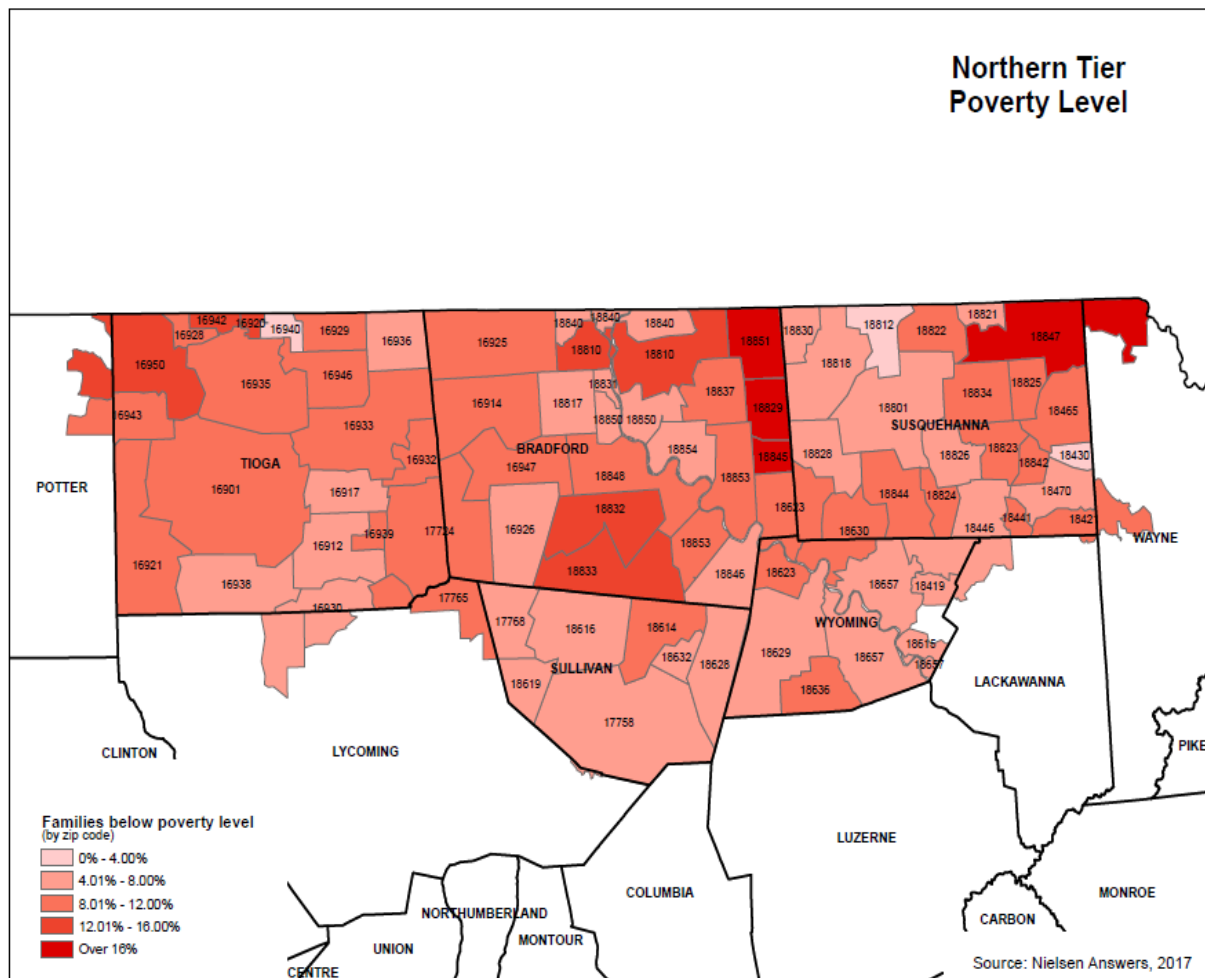 Northern Tier
Poverty Level
18840
18821
16942
16920
16940
16929
18840
18840
18812
18830
18822
16928
16936
16925
18810
18810
18851
18847
16950
18818
16935
16946
18831
18837
18825
18834
16914
18817
18829
16943
18850
18850
18801
18465
16933
SUSQUEHANNA
BRADFORD
18854
18828
18826
18823
18430
TIOGA
16932
16947
18845
18842
POTTER
16901
16917
18848
18853
18470
18844
18824
18832
18623
16926
18441
1842
17724
16939
18630
18446
WAYNE
16912
18853
16921
18833
18846
18623
16938
18657
18419
17765
16930
17768
18616
18614
WYOMING
18615
18629
18657
18632
18628
18657
SULLIVAN
18619
LACKAWANNA
18636
17758
CLINTON
LYCOMING
PIKE
Families below poverty level
(by zip code)
0% - 4.00%
4.01% - 8.00%
8.01% - 12.00%
12.01% - 16.00%
Over 16%
LUZERNE
COLUMBIA
MONROE
NORTHUMBERLAND
CARBON
MONTOUR
UNION
CENTRE
Source: Nielsen Answers, 2017